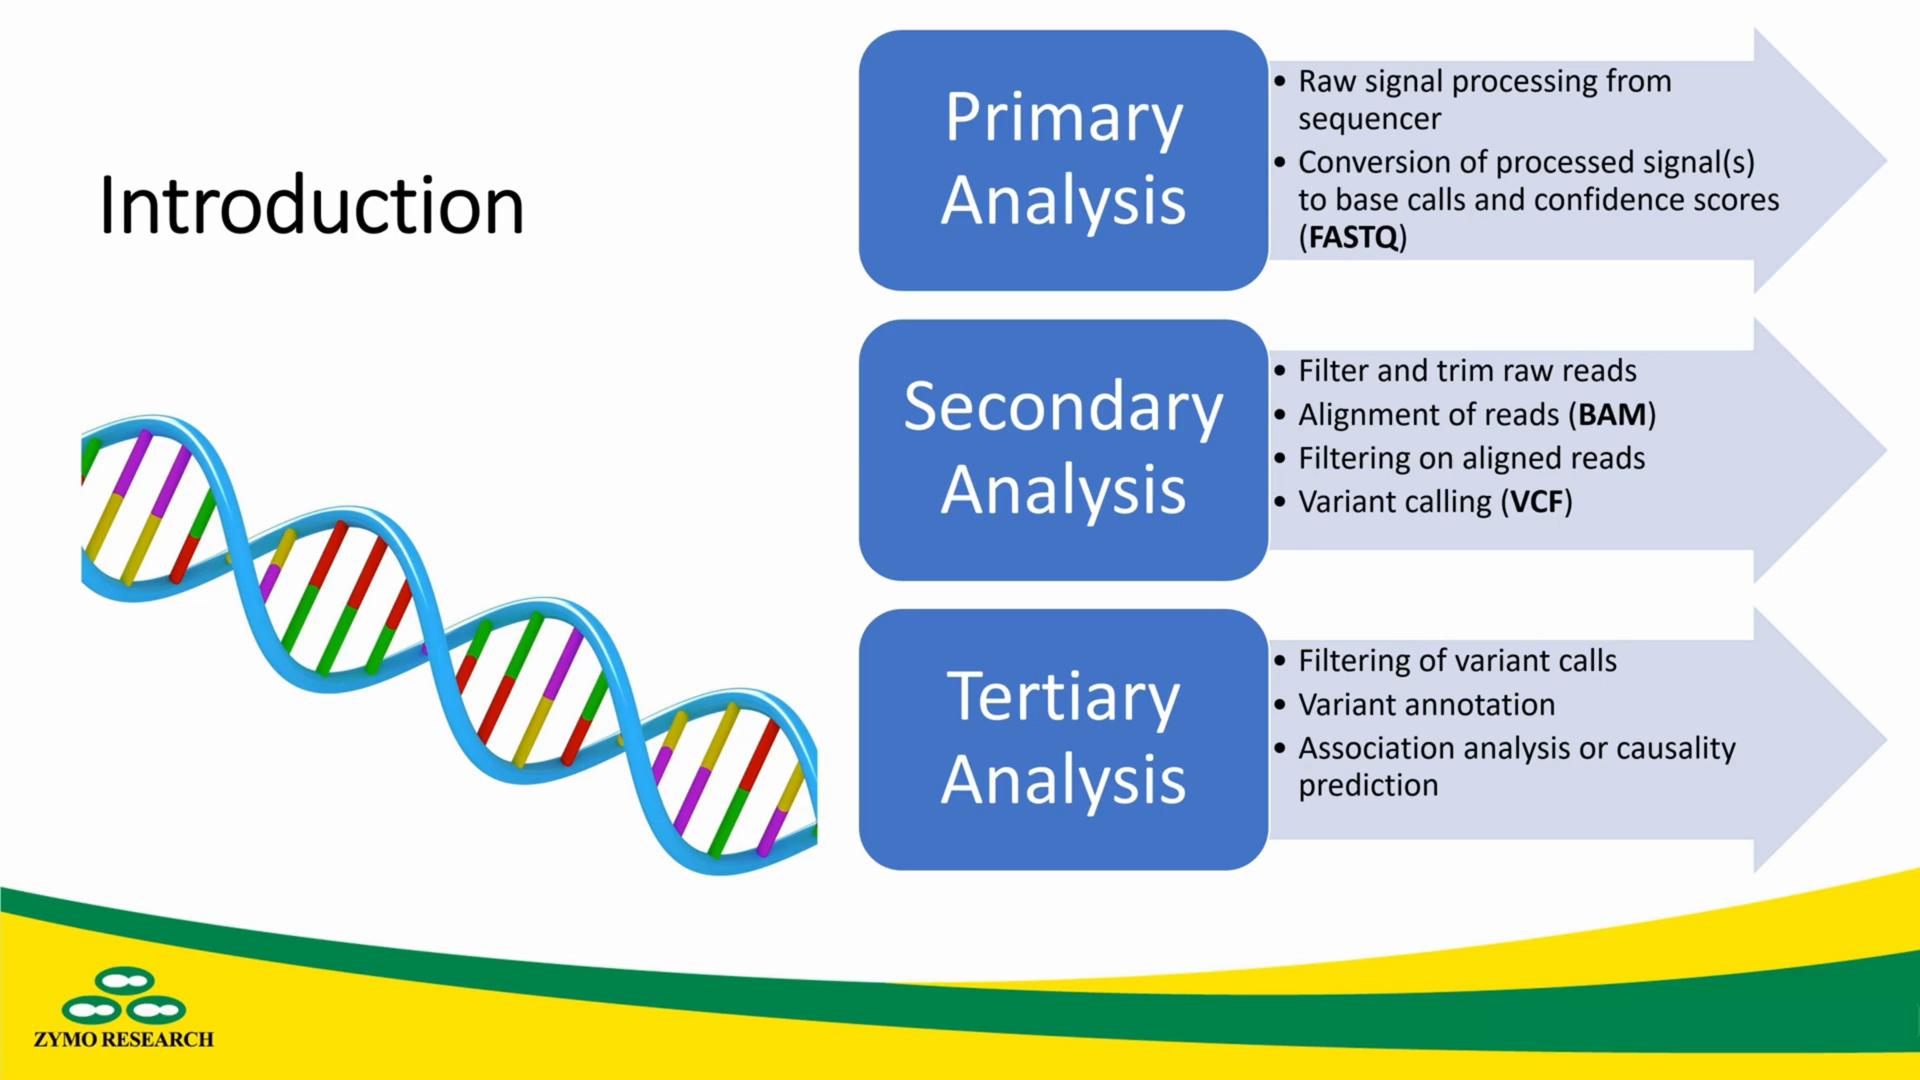 Introduction
Primary
Analysis
• Raw signal processing from
sequencer
• Conversion of processed signal(s)
to base calls and confidence scores
(FASTQ)
Secondary
Analysis
• Filter and trim raw reads
• Alignment of reads (BAM)
• Filtering on aligned reads
• Variant calling (VCF)
Tertiary
Analysis
• Filtering of variant calls
• Variant annotation
• Association analysis or causality
prediction
ZYMO RESEARCH